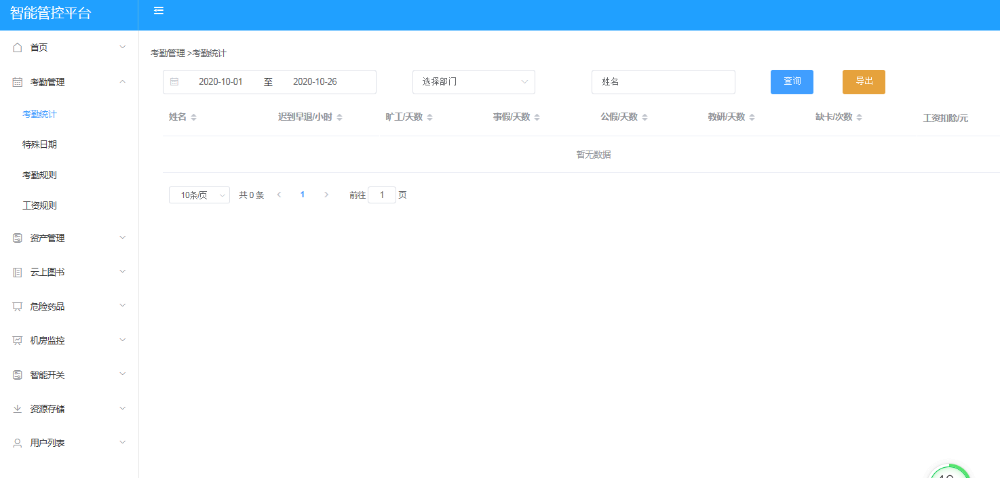 智能管控平台
首页
考勤管理
考勤统计
特殊日期
考勤规则
工资规则
资产管理
云上图书
危险药品
机房监控
智能开关
资源存储
用户列表
考勤管理 >考勤统计
2020-10-01 至 2020-10-26 选择部门 姓名 查询 导出
姓名 迟到早退/小时 旷工/天数 事假/天数 公假/天数 教研/天数 缺卡/次数 工资扣除/元
暂无数据
10条/页 共 0 条 1 前往 1 页